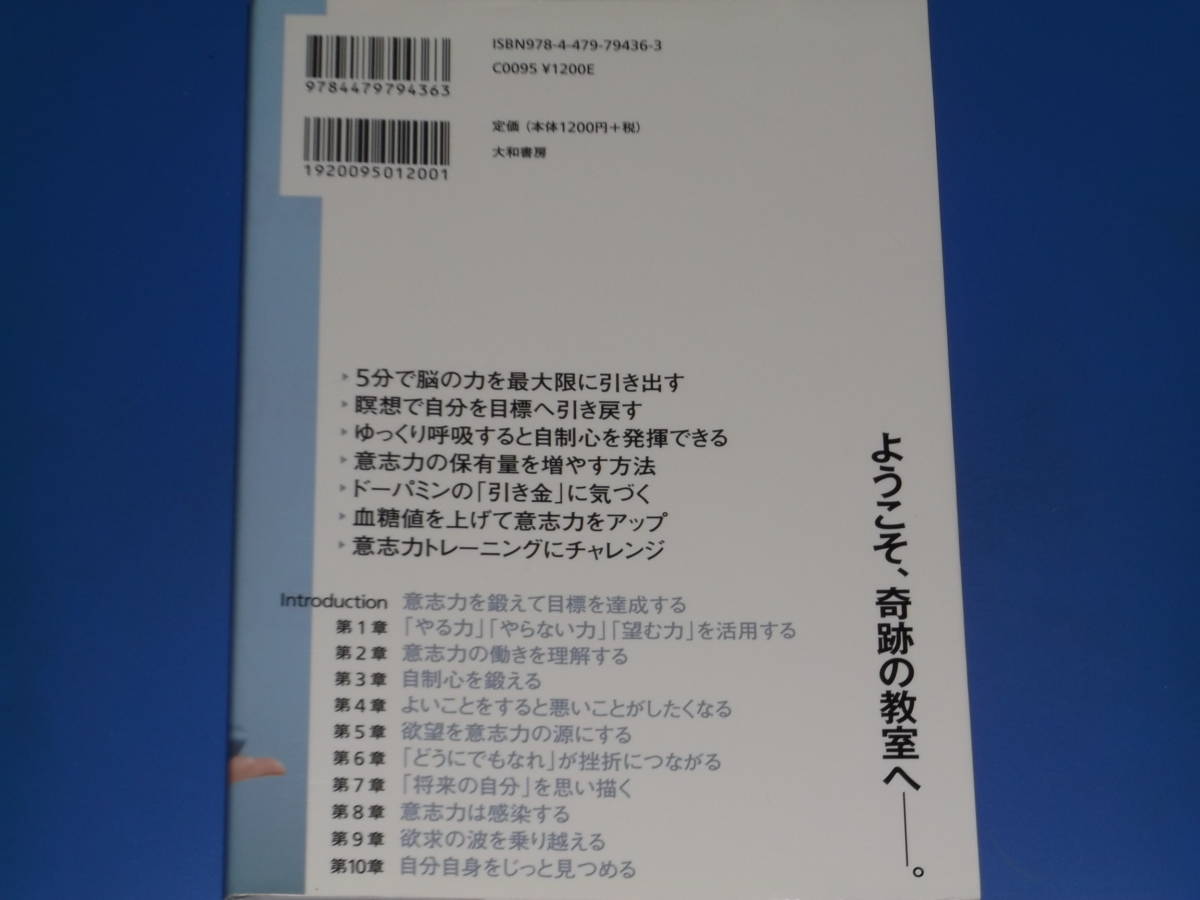 ISBN978-4-479-79436-3
C0095 ¥1200E
9784479794363
定価（本体1200円＋税）
大和書房
1920095012001
▸ 5分で脳の力を最大限に引き出す
▸ 瞑想で自分を目標へ引き戻す
▸ ゆっくり呼吸すると自制心を発揮できる
▸ 意志力の保有量を増やす方法
▸ ドーパミンの「引き金」に気づく
▸ 血糖値を上げて意志力をアップ
▸ 意志力トレーニングにチャレンジ
ようこそ、奇跡の教室へ――。
Introduction 意志力を鍛えて目標を達成する
第1章 「やる力」「やらない力」「望む力」を活用する
第2章 意志力の働きを理解する
第3章 自制心を鍛える
第4章 よいことをすると悪いことがしたくなる
第5章 欲望を意志力の源にする
第6章 「どうにでもなれ」が挫折につながる
第7章 「将来の自分」を思い描く
第8章 意志力は感染する
第9章 欲求の波を乗り越える
第10章 自分自身をじっと見つめる